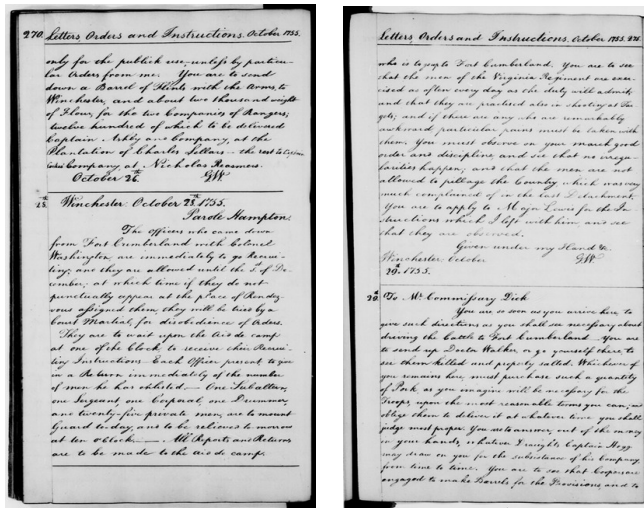 270. Letters, Orders and Instructions. October 1755.
only for the publick use, unless by particu-
lar Orders from me. You are to send
down a Barrel of Flints with the Arms, to
Winchester, and about two thousand weight
of Flour, for the two Companies of Rangers;
twelve hundred of which to be delivered
Captain Ashby and Company, at the
Plantation of Charles Sellars - the rest to Captain
Cockes Company, at Nicholas Reasmers.
October 26. GW
28.th Winchester October 28.th 1755.
Parole Hampton.
The Officers who came down
from Fort Cumberland with Colonel
Washington, are immediately to go Recrui-
ting; and they are allowed until the 1.st of De-
cember; at which time if they do not
punctually appear at the place of Rendez-
vous assigned them, they will be tried by a
Court Martial, for disobedience of Orders.
They are to wait upon the Aid de camp
at one of the Clock, to receive their Recrui-
ting Instructions. Each Officer present, to give
in a Return immediately of the number
of men he has enlisted. - One Subaltern,
one Sergeant, one Corporal, one Drummer,
and twenty-five private men, are to mount
Guard to-day, and to be relieved to-morrow
at ten o'clock. - All Reports and Returns
are to be made to the Aid de camp.
Letters, Orders and Instructions. October 1755. 271.
who is to go to Fort Cumberland. You are to see
that the men of the Virginia Regiment are exer-
cised as often every day as the duty will admit
and that they are practiced also in shooting at Tar-
gets; and if there are any who are remarkably
awkward particular pains must be taken with
them. You must observe on your march good
order and discipline, and see that no irregu-
larities happen; and that the men are not
allowed to pillage the Country which was very
much complained of in the last Detachment.
You are to apply to Major Lewis for the In-
structions which I left with him, and see
that they are observed.
Given under my Hand &c.
Winchester October GW
29.th 1755.
29.th To Mr. Commissary Dick
You are so soon as you arrive here, to
give such directions as you shall see necessary about
driving the Cattle to Fort Cumberland. You are
to send up Doctor Walker, or go yourself there, to
see them killed and properly salted. Whichever of
you remains here, must purchase such a quantity
of Pork, as you imagine will be necessary for the
Troops, upon the most reasonable terms you can; and
oblige them to deliver it at whatever time you shall
judge most proper. You are to answer, out of the money
in your hands, whatever Draughts Captain Hogg
may draw on you for the subsistance of his Company,
from time to time. You are to see that Coopers are
engaged to make Barrels for the Provisions; and to